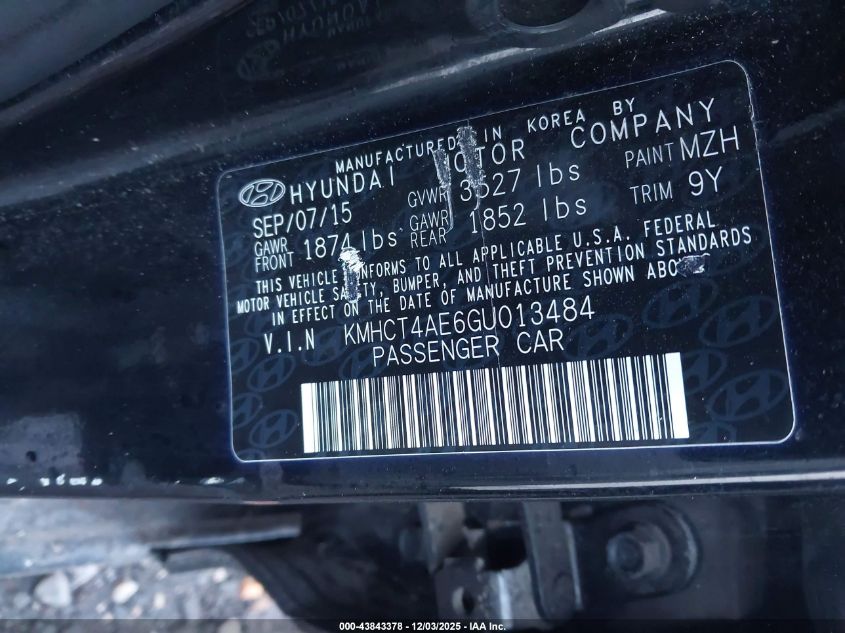 MANUFACTURED IN KOREA BY
HYUNDAI MOTOR COMPANY
SEP/07/15 GVWR 3527 lbs PAINT MZH
GAWR FRONT 1874 lbs GAWR REAR 1852 lbs TRIM 9Y
THIS VEHICLE CONFORMS TO ALL APPLICABLE U.S.A. FEDERAL
MOTOR VEHICLE SAFETY, BUMPER, AND THEFT PREVENTION STANDARDS
IN EFFECT ON THE DATE OF MANUFACTURE SHOWN ABOVE
V.I.N KMHCT4AE6GU013484
PASSENGER CAR
000-43843378 - 12/03/2025 - IAA Inc.